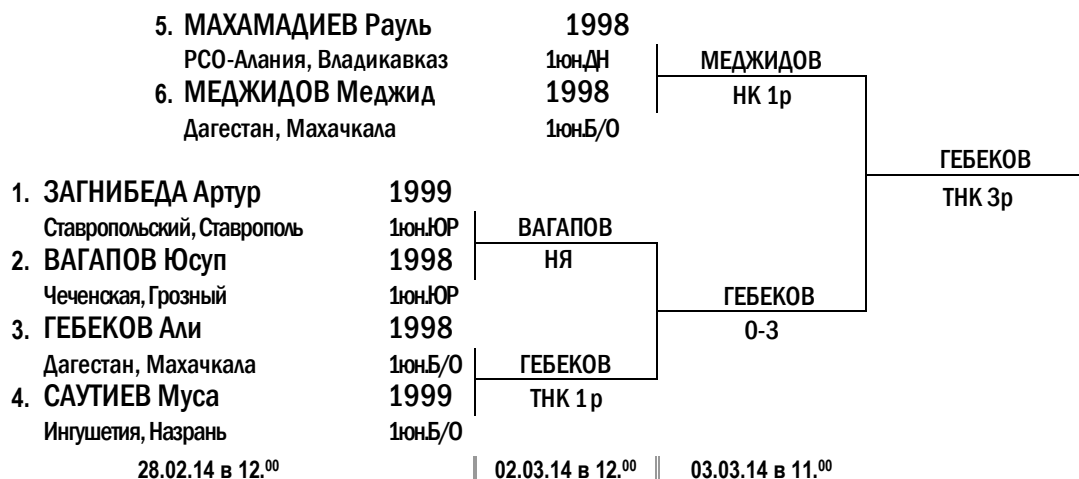 5. МАХАМАДИЕВ Рауль 1998
РСО-Алания, Владикавказ 1юн.ДН МЕДЖИДОВ
6. МЕДЖИДОВ Меджид 1998 НК 1р
Дагестан, Махачкала 1юн.Б/О
ГЕБЕКОВ
1. ЗАГНИБЕДА Артур 1999 ТНК 3р
Ставропольский, Ставрополь 1юн.ЮР ВАГАПОВ
2. ВАГАПОВ Юсуп 1998 НЯ
Чеченская, Грозный 1юн.ЮР ГЕБЕКОВ
3. ГЕБЕКОВ Али 1998 0-3
Дагестан, Махачкала 1юн.Б/О ГЕБЕКОВ
4. САУТИЕВ Муса 1999 ТНК 1р
Ингушетия, Назрань 1юн.Б/О
28.02.14 в 12.00 02.03.14 в 12.00 03.03.14 в 11.00